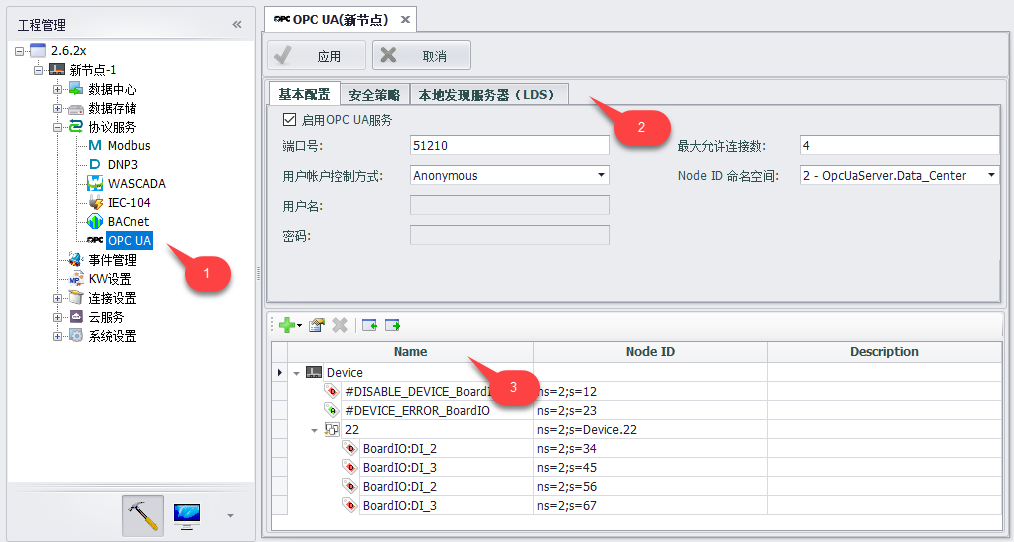 工程管理
2.6.2x
新节点-1
数据中心
数据存储
协议服务
Modbus
DNP3
WASCADA
IEC-104
BACnet
OPC UA
事件管理
KW设置
连接设置
云服务
系统设置
1
OPC UA(新节点)
应用 取消
基本配置 安全策略 本地发现服务器（LDS）
2
启用OPC UA服务
端口号: 51210 最大允许连接数: 4
用户帐户控制方式: Anonymous Node ID 命名空间: 2 - OpcUaServer.Data_Center
用户名:
密码:
Name Node ID Description
3
Device
#DISABLE_DEVICE_BoardI ns=2;s=12
#DEVICE_ERROR_BoardIO ns=2;s=23
22 ns=2;s=Device.22
BoardIO:DI_2 ns=2;s=34
BoardIO:DI_3 ns=2;s=45
BoardIO:DI_2 ns=2;s=56
BoardIO:DI_3 ns=2;s=67